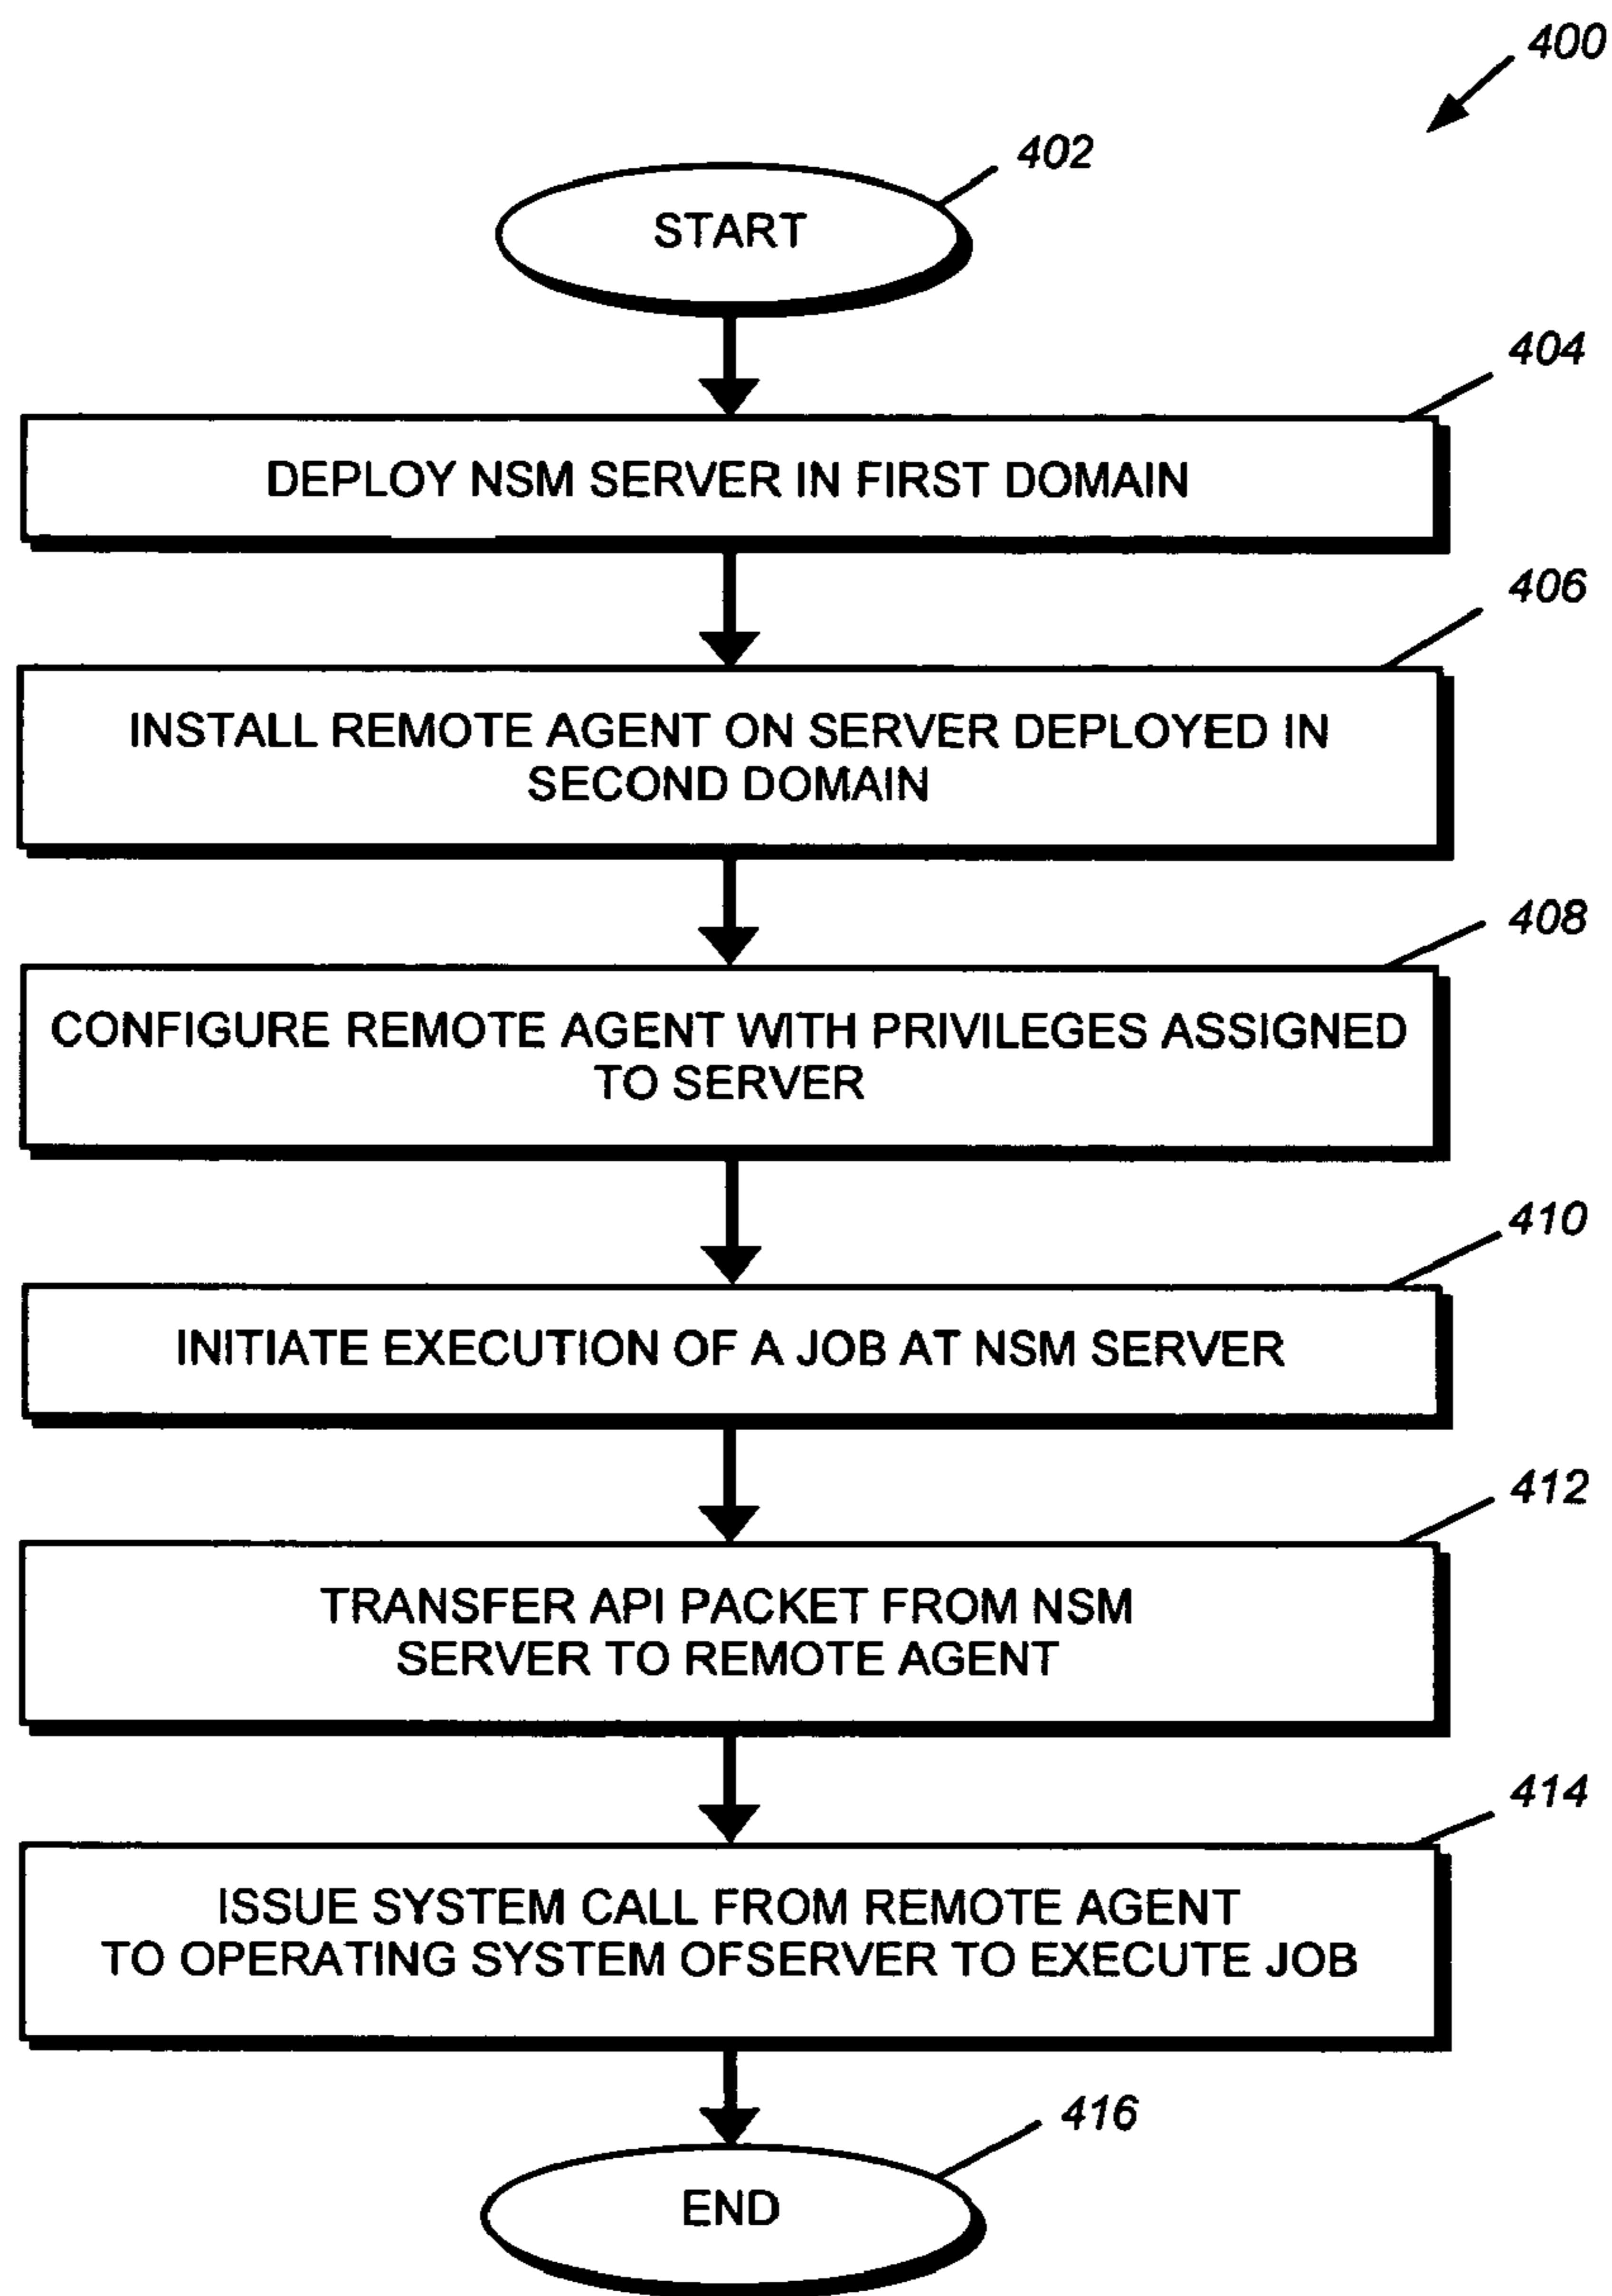 400
402
START
404
DEPLOY NSM SERVER IN FIRST DOMAIN
406
INSTALL REMOTE AGENT ON SERVER DEPLOYED IN
SECOND DOMAIN
408
CONFIGURE REMOTE AGENT WITH PRIVILEGES ASSIGNED
TO SERVER
410
INITIATE EXECUTION OF A JOB AT NSM SERVER
412
TRANSFER API PACKET FROM NSM
SERVER TO REMOTE AGENT
414
ISSUE SYSTEM CALL FROM REMOTE AGENT
TO OPERATING SYSTEM OFSERVER TO EXECUTE JOB
416
END